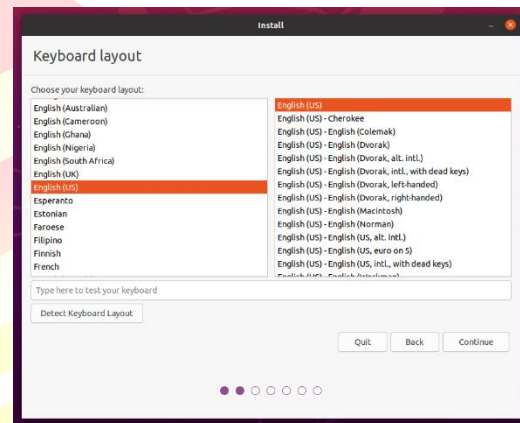 Install
Keyboard layout
Choose your keyboard layout:
English (Australian)
English (Cameroon)
English (Ghana)
English (Nigeria)
English (South Africa)
English (UK)
English (US)
Esperanto
Estonian
Faroese
Filipino
Finnish
French
English (US)
English (US) - Cherokee
English (US) - English (Colemak)
English (US) - English (Dvorak)
English (US) - English (Dvorak, alt. intl.)
English (US) - English (Dvorak, intl., with dead keys)
English (US) - English (Dvorak, left-handed)
English (US) - English (Dvorak, right-handed)
English (US) - English (Macintosh)
English (US) - English (Norman)
English (US) - English (US, alt. intl.)
English (US) - English (US, euro on 5)
English (US) - English (US, intl., with dead keys)
English (US) - English (Workman)
Type here to test your keyboard
Detect Keyboard Layout
Quit Back Continue